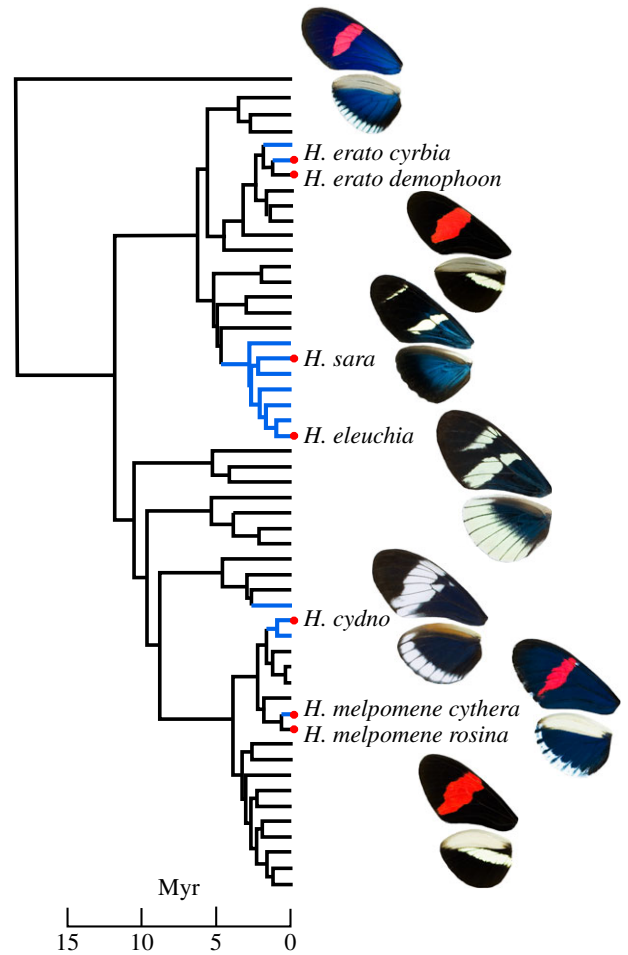 H. erato cyrbia
H. erato demophoon
H. sara
H. eleuchia
H. cydno
H. melpomene cythera
H. melpomene rosina
Myr
15 10 5 0